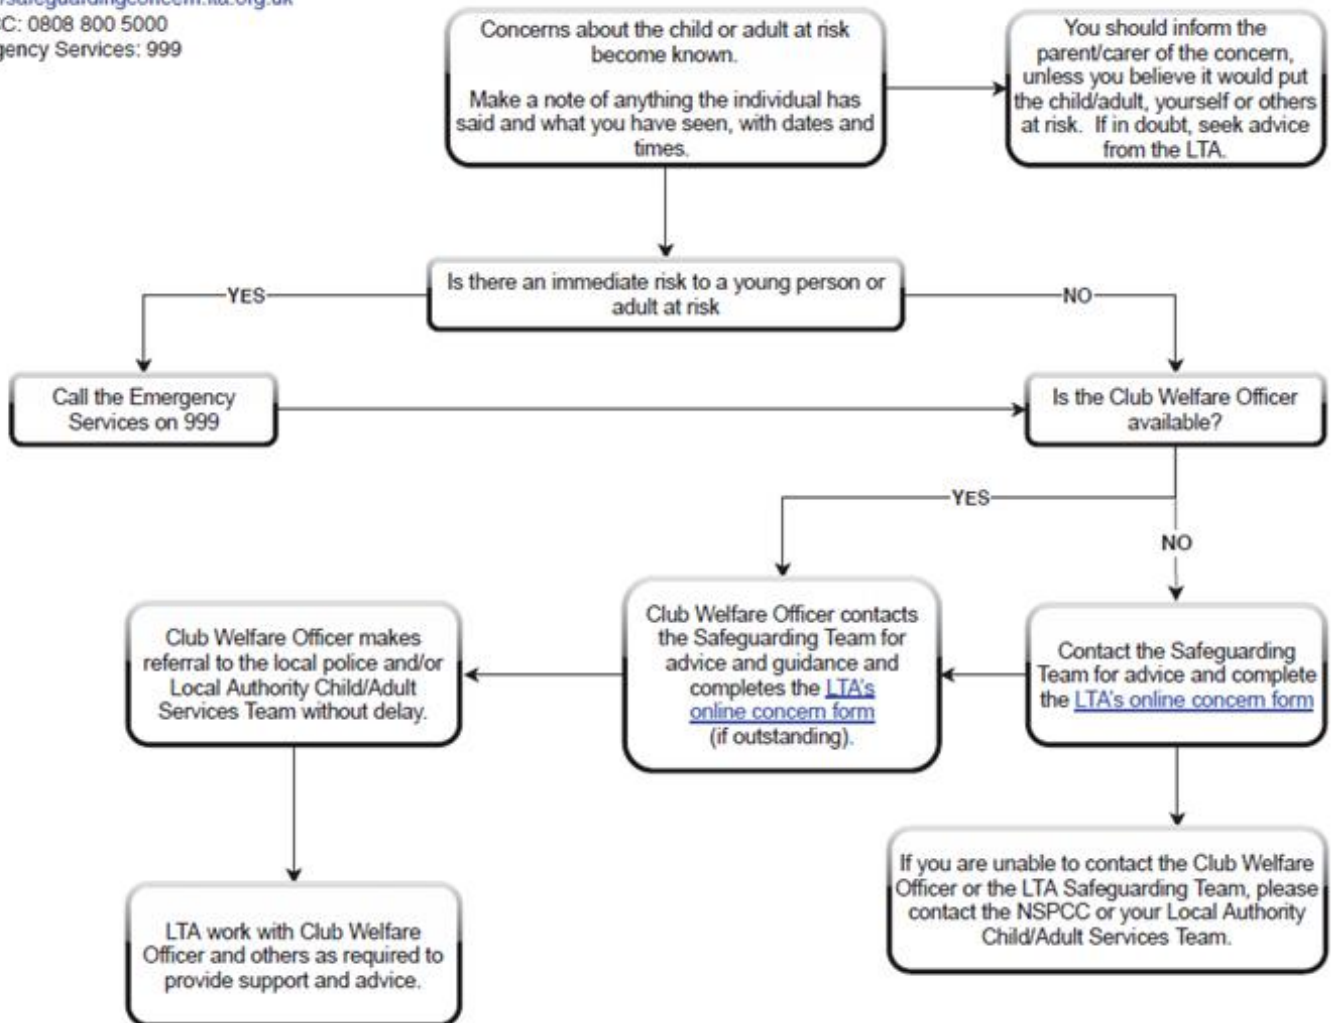 safeguardingconcern.lta.org.uk
C: 0808 800 5000
gency Services: 999
Concerns about the child or adult at risk
become known.
Make a note of anything the individual has
said and what you have seen, with dates and
times.
You should inform the
parent/carer of the concern,
unless you believe it would put
the child/adult, yourself or others
at risk. If in doubt, seek advice
from the LTA.
Is there an immediate risk to a young person or
adult at risk
YES
NO
Call the Emergency
Services on 999
Is the Club Welfare Officer
available?
YES
NO
Club Welfare Officer makes
referral to the local police and/or
Local Authority Child/Adult
Services Team without delay.
Club Welfare Officer contacts
the Safeguarding Team for
advice and guidance and
completes the LTA's
online concern form
(if outstanding).
Contact the Safeguarding
Team for advice and complete
the LTA's online concern form
If you are unable to contact the Club Welfare
Officer or the LTA Safeguarding Team, please
contact the NSPCC or your Local Authority
Child/Adult Services Team.
LTA work with Club Welfare
Officer and others as required to
provide support and advice.